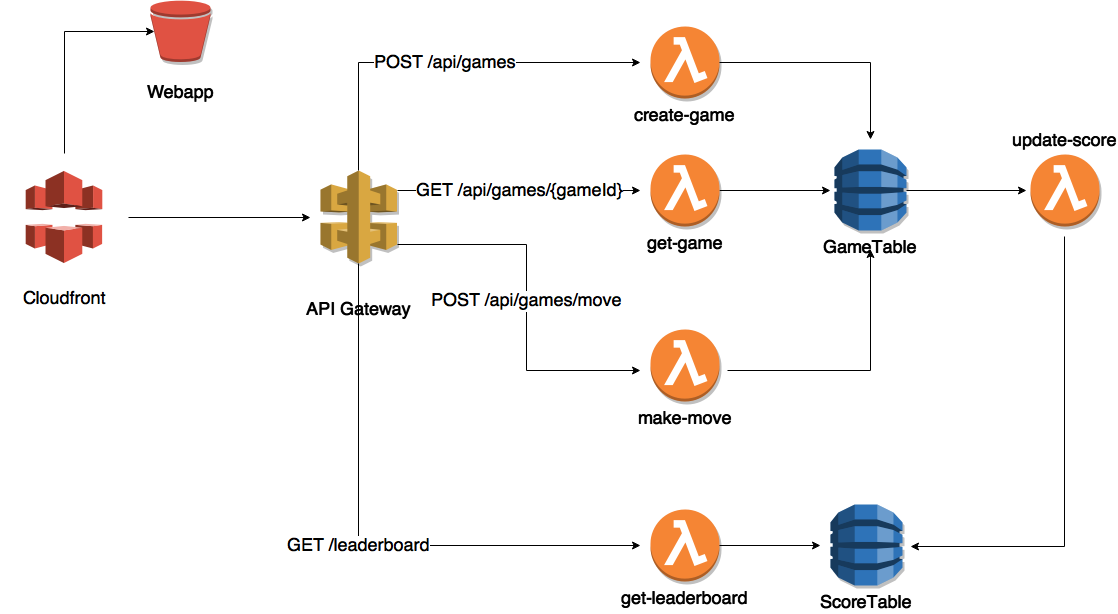 Webapp
POST /api/games
create-game
update-score
GET /api/games/{gameId}
get-game
GameTable
Cloudfront
API Gateway
POST /api/games/move
make-move
GET /leaderboard
get-leaderboard
ScoreTable